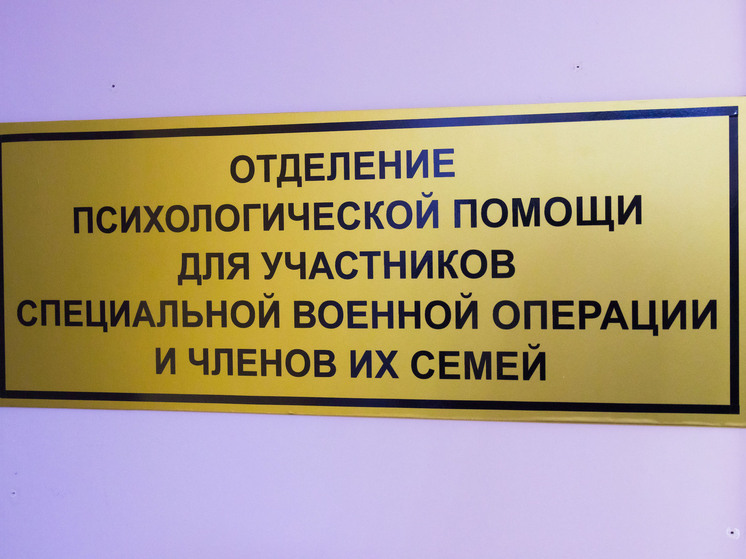 ОТДЕЛЕНИЕ
ПСИХОЛОГИЧЕСКОЙ ПОМОЩИ
ДЛЯ УЧАСТНИКОВ
СПЕЦИАЛЬНОЙ ВОЕННОЙ ОПЕРАЦИИ
И ЧЛЕНОВ ИХ СЕМЕЙ